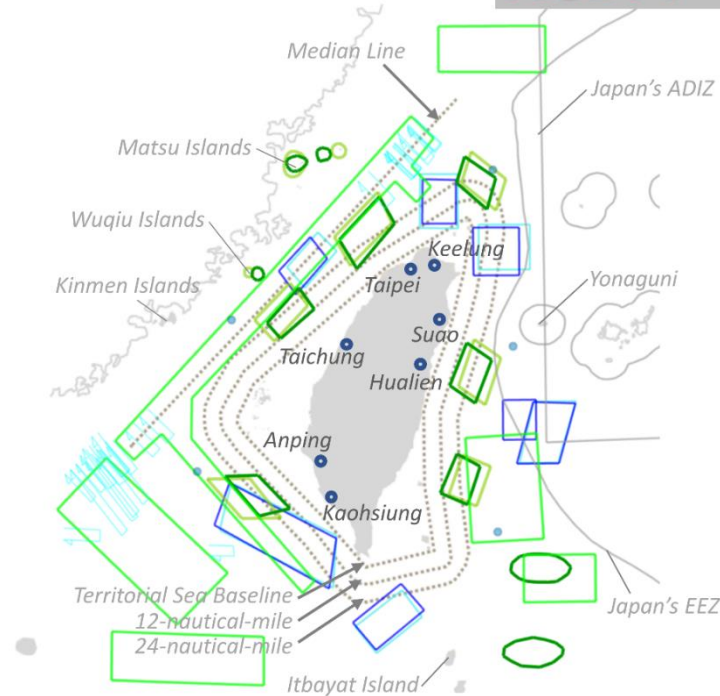 Median Line
Japan's ADIZ
Matsu Islands
Wuqiu Islands
Keelung
Kinmen Islands
Taipei
Yonaguni
Suao
Taichung
Hualien
Anping
Kaohsiung
Territorial Sea Baseline
12-nautical-mile
Japan's EEZ
24-nautical-mile
Itbayat Island